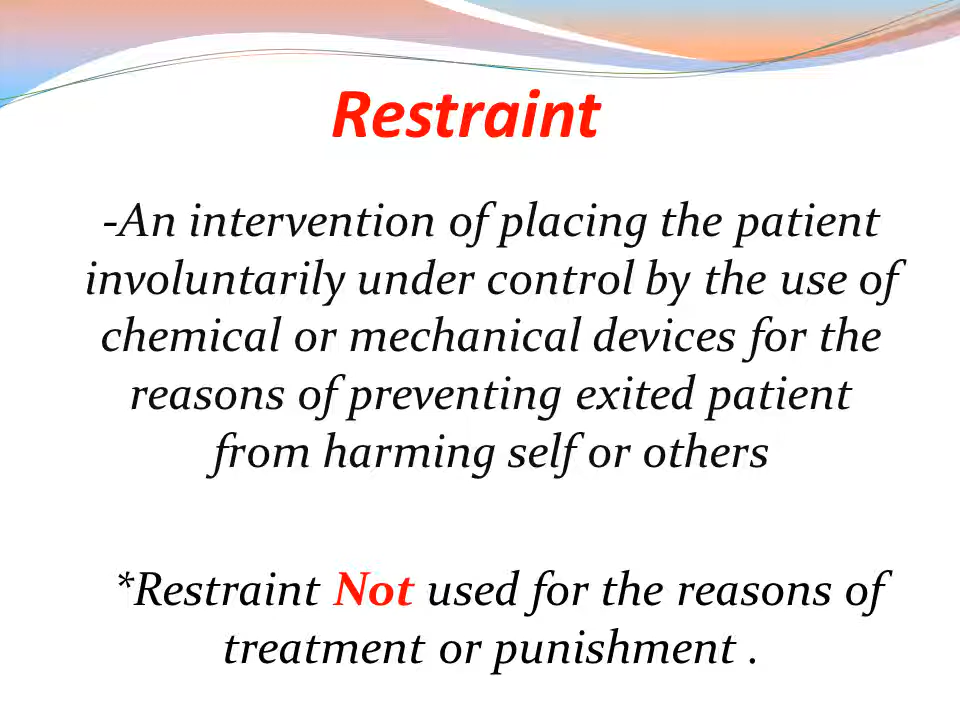 Restraint
-An intervention of placing the patient
involuntarily under control by the use of
chemical or mechanical devices for the
reasons of preventing exited patient
from harming self or others
*Restraint Not used for the reasons of
treatment or punishment .